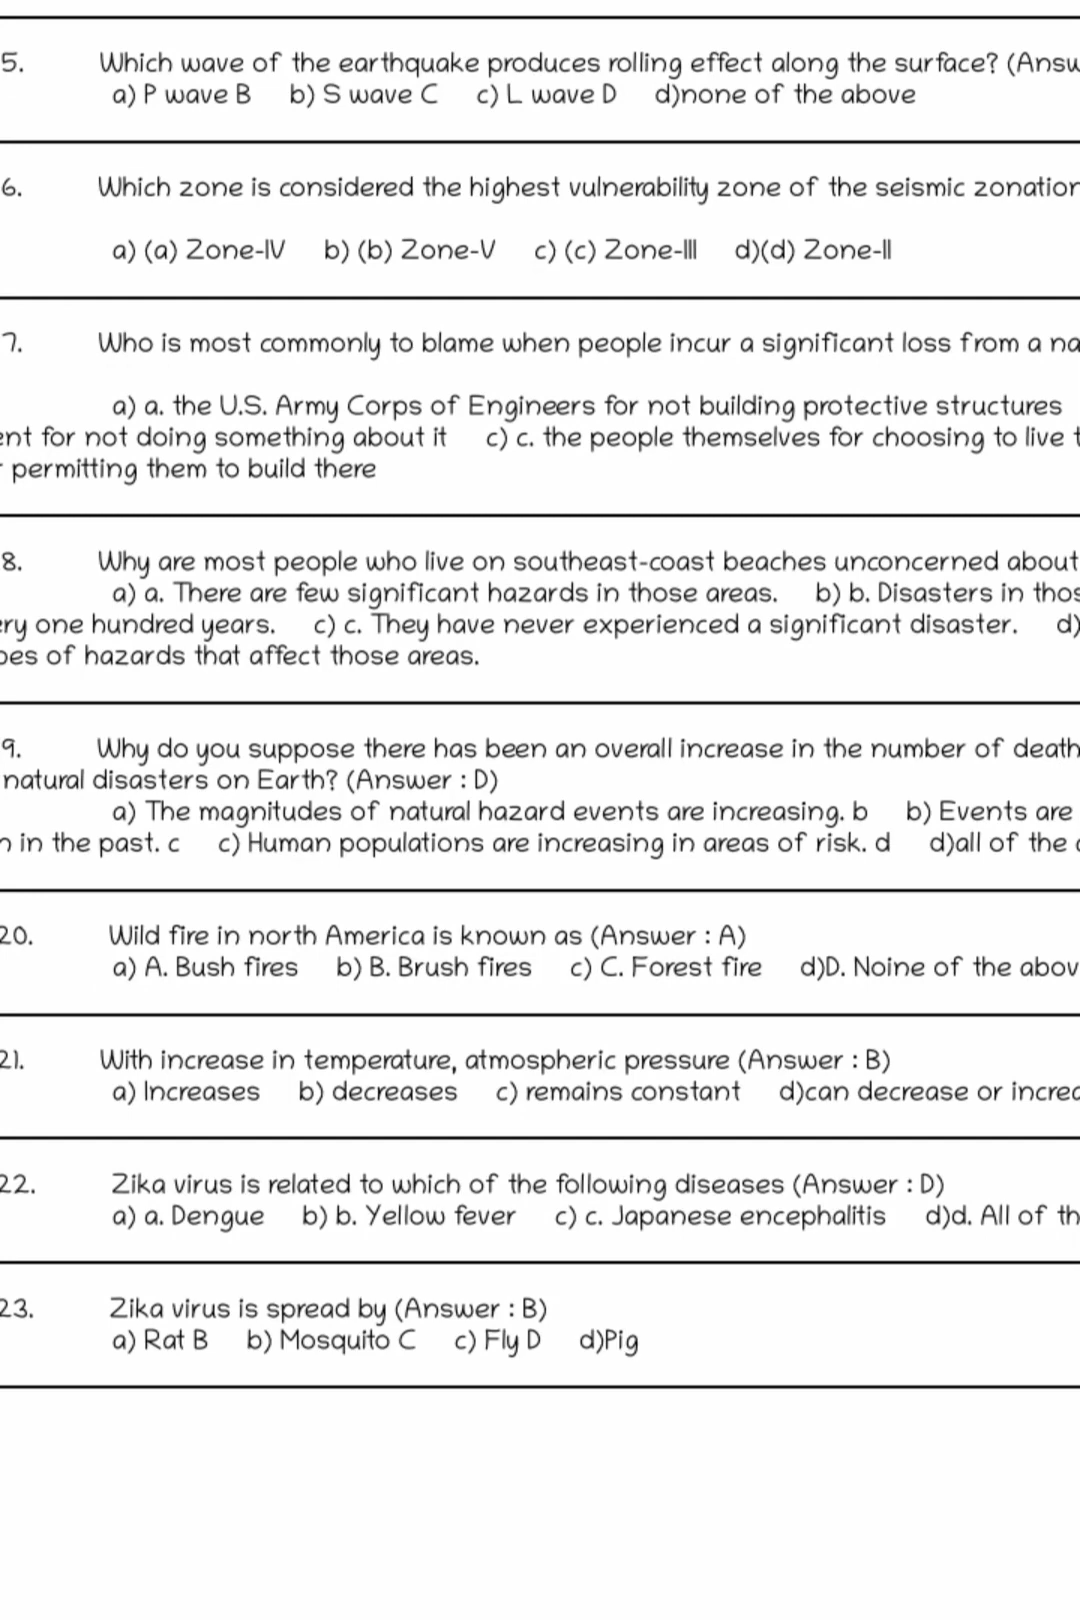 5. Which wave of the earthquake produces rolling effect along the surface? (Answ
a) P wave B b) S wave C c) L wave D d)none of the above
6. Which zone is considered the highest vulnerability zone of the seismic zonation
a) (a) Zone-IV b) (b) Zone-V c) (c) Zone-III d)(d) Zone-II
7. Who is most commonly to blame when people incur a significant loss from a na
a) a. the U.S. Army Corps of Engineers for not building protective structures
ent for not doing something about it c) c. the people themselves for choosing to live t
permitting them to build there
8. Why are most people who live on southeast-coast beaches unconcerned about
a) a. There are few significant hazards in those areas. b) b. Disasters in thos
ery one hundred years. c) c. They have never experienced a significant disaster. d)
pes of hazards that affect those areas.
9. Why do you suppose there has been an overall increase in the number of death
natural disasters on Earth? (Answer : D)
a) The magnitudes of natural hazard events are increasing. b b) Events are
n in the past. c c) Human populations are increasing in areas of risk. d d)all of the
20. Wild fire in north America is known as (Answer : A)
a) A. Bush fires b) B. Brush fires c) C. Forest fire d)D. Noine of the abov
21. With increase in temperature, atmospheric pressure (Answer : B)
a) Increases b) decreases c) remains constant d)can decrease or increa
22. Zika virus is related to which of the following diseases (Answer : D)
a) a. Dengue b) b. Yellow fever c) c. Japanese encephalitis d)d. All of th
23. Zika virus is spread by (Answer : B)
a) Rat B b) Mosquito C c) Fly D d)Pig